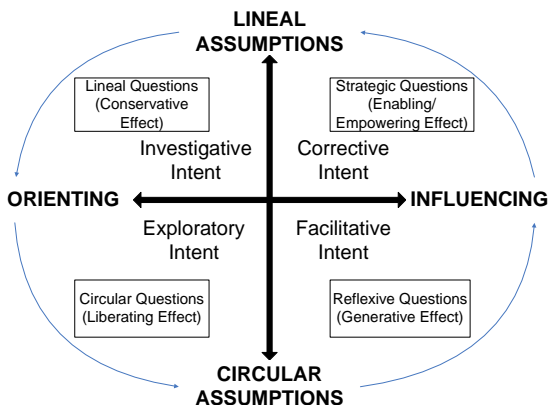 LINEAL
ASSUMPTIONS
Lineal Questions
(Conservative
Effect)
Strategic Questions
(Enabling/
Empowering Effect)
Investigative
Intent
Corrective
Intent
ORIENTING
INFLUENCING
Exploratory
Intent
Facilitative
Intent
Circular Questions
(Liberating Effect)
Reflexive Questions
(Generative Effect)
CIRCULAR
ASSUMPTIONS